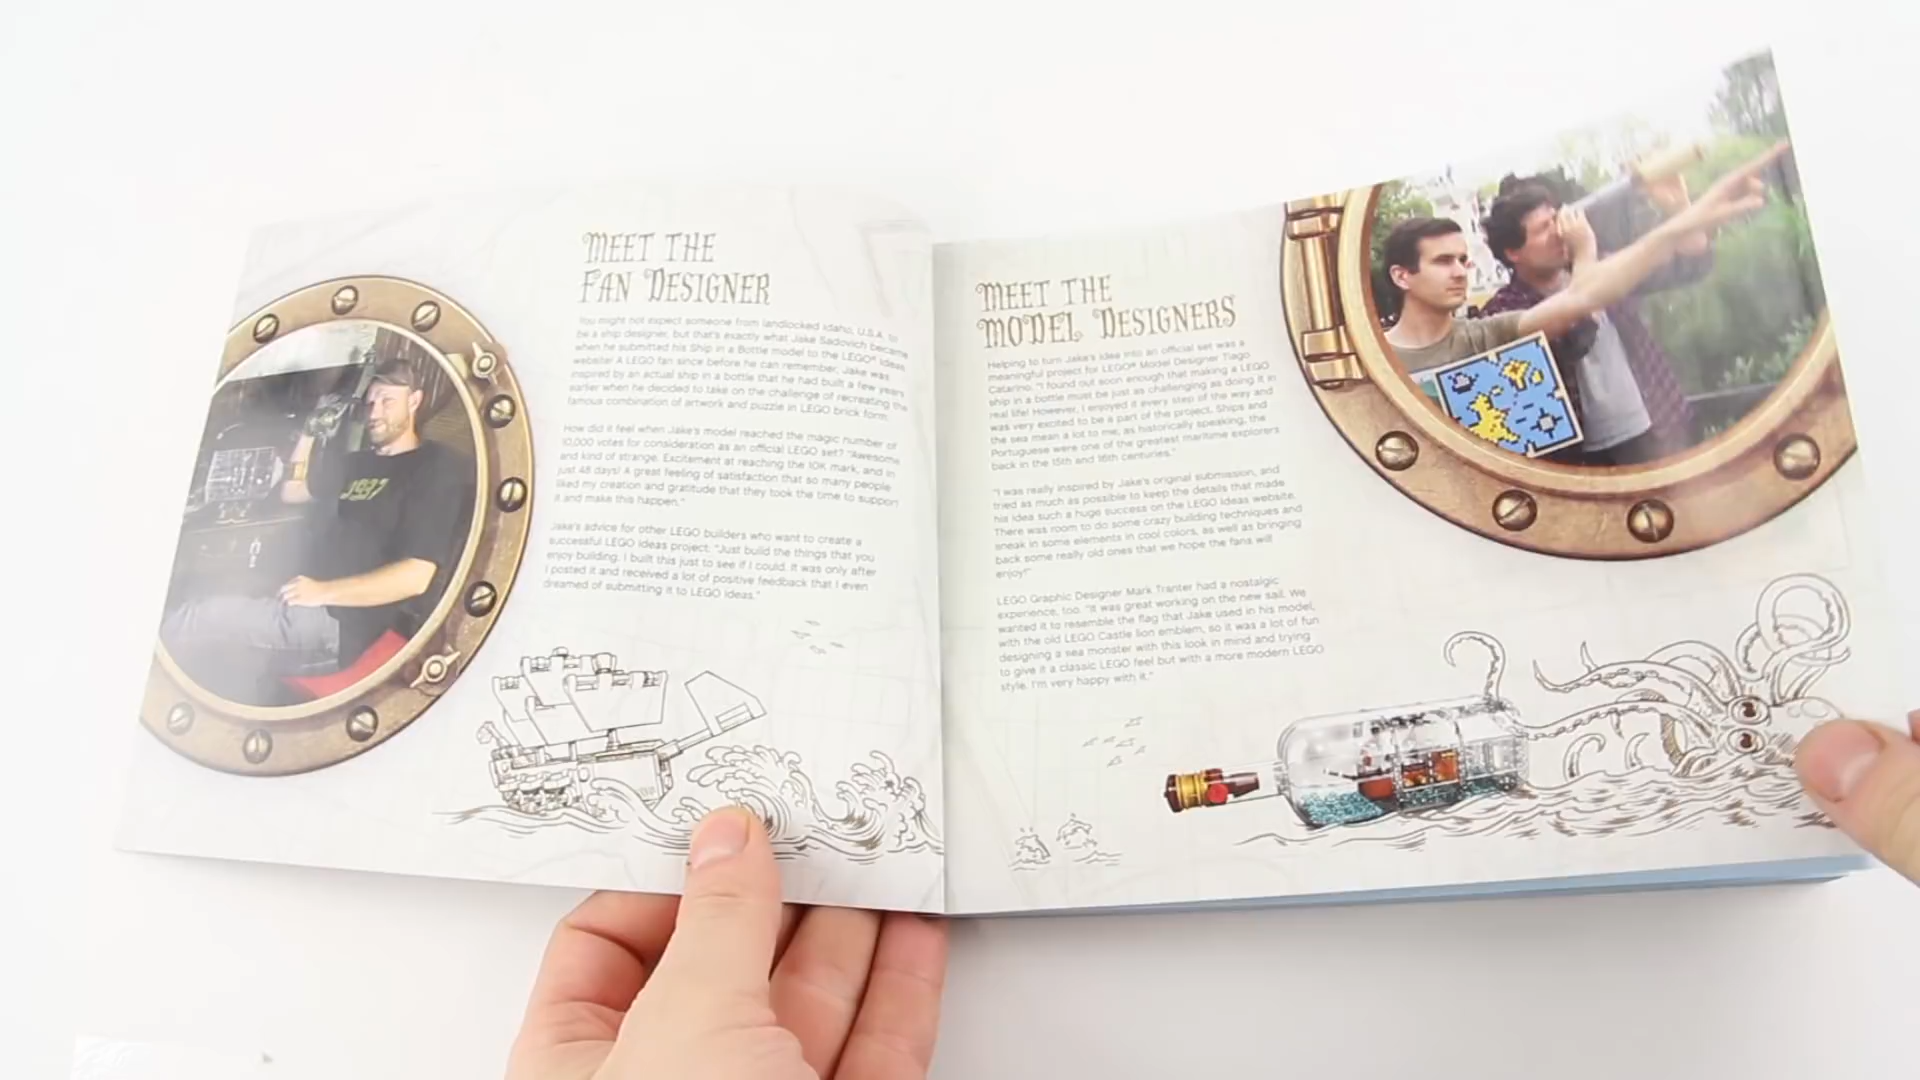 MEET THE
FAN DESIGNER
You might not expect someone from landlocked Idaho, U.S.A. to
be a ship designer, but that's exactly what Jake Sadovich became
when he submitted his Ship in a Bottle model to the LEGO® Ideas
website! A LEGO fan since before he can remember, Jake was
inspired by an actual ship in a bottle that he had built a few years
earlier when he decided to take on the challenge of recreating the
famous combination of artwork and puzzle in LEGO brick form.
How did it feel when Jake's model reached the magic number of
10,000 votes for consideration as an official LEGO set? "Awesome
and kind of strange. Excitement at reaching the 10K mark, and in
just 48 days! A great feeling of satisfaction that so many people
liked my creation and gratitude that they took the time to support
it and make this happen."
Jake's advice for other LEGO builders who want to create a
successful LEGO Ideas project: "Just build the things that you
enjoy building. I built this just to see if I could. It was only after
I posted it and received a lot of positive feedback that I even
dreamed of submitting it to LEGO Ideas."
1937
MEET THE
MODEL DESIGNERS
Helping to turn Jake's idea into an official set was a
meaningful project for LEGO® Model Designer Tiago
Catarino. "I found out soon enough that making a LEGO
ship in a bottle must be just as challenging as doing it in
real life! However, I enjoyed it every step of the way and
was very excited to be a part of the project. Ships and
the sea mean a lot to me, as historically speaking, the
Portuguese were one of the greatest maritime explorers
back in the 15th and 16th centuries."
"I was really inspired by Jake's original submission, and
tried as much as possible to keep the details that made
his idea such a huge success on the LEGO Ideas website.
There was room to do some crazy building techniques and
sneak in some elements in cool colors, as well as bringing
back some really old ones that we hope the fans will
enjoy!"
LEGO Graphic Designer Mark Tranter had a nostalgic
experience, too. "It was great working on the new sail. We
wanted it to resemble the flag that Jake used in his model,
with the old LEGO Castle lion emblem, so it was a lot of fun
designing a sea monster with this look in mind and trying
to give it a classic LEGO feel but with a more modern LEGO
style. I'm very happy with it."